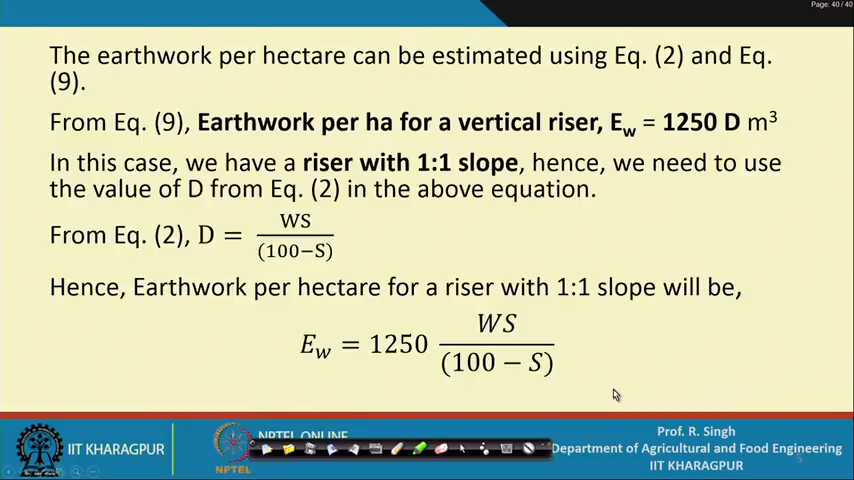 Page: 40 / 40
The earthwork per hectare can be estimated using Eq. (2) and Eq.
(9).
From Eq. (9), Earthwork per ha for a vertical riser, E_w = 1250 D m³
In this case, we have a riser with 1:1 slope, hence, we need to use
the value of D from Eq. (2) in the above equation.
From Eq. (2), D = WS/(100−S)
Hence, Earthwork per hectare for a riser with 1:1 slope will be,
E_w = 1250 WS/(100 − S)
IIT KHARAGPUR
NPTEL
NPTEL ONLINE
Prof. R. Singh
Department of Agricultural and Food Engineering
IIT KHARAGPUR